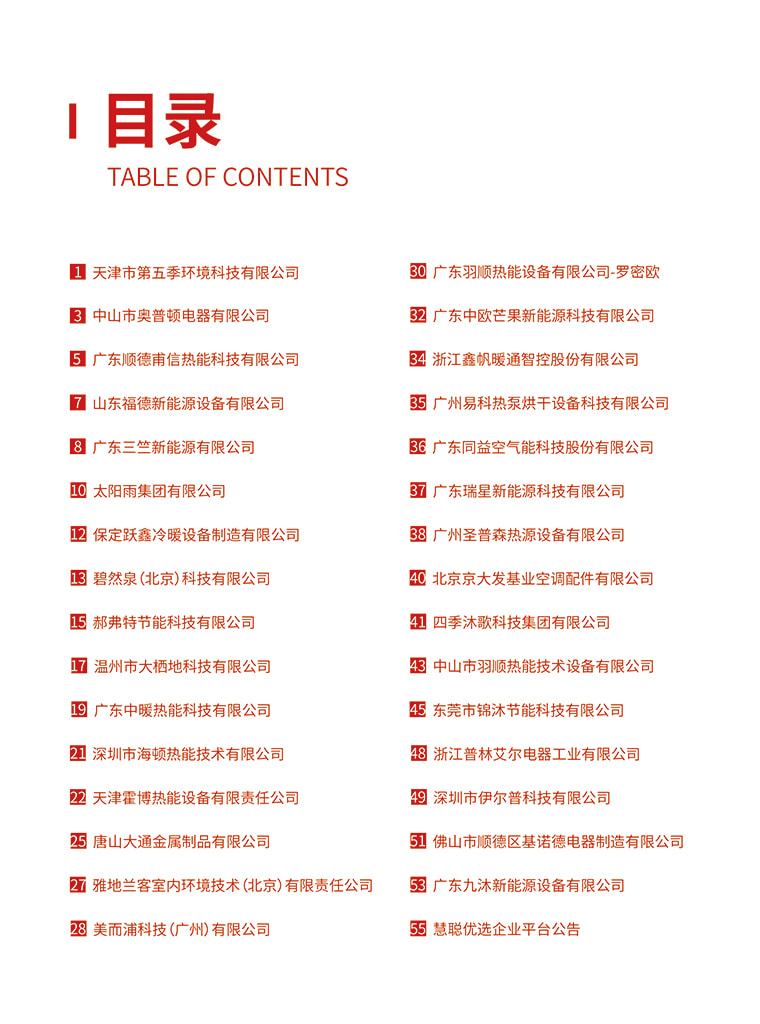 目录
TABLE OF CONTENTS
1 天津市第五季环境科技有限公司
3 中山市奥普顿电器有限公司
5 广东顺德甫信热能科技有限公司
7 山东福德新能源设备有限公司
8 广东三竺新能源有限公司
10 太阳雨集团有限公司
12 保定跃鑫冷暖设备制造有限公司
13 碧然泉(北京)科技有限公司
15 郝弗特节能科技有限公司
17 温州市大栖地科技有限公司
19 广东中暖热能科技有限公司
21 深圳市海顿热能技术有限公司
22 天津霍博热能设备有限责任公司
25 唐山大通金属制品有限公司
27 雅地兰客室内环境技术(北京)有限责任公司
28 美而浦科技(广州)有限公司
30 广东羽顺热能设备有限公司-罗密欧
32 广东中欧芒果新能源科技有限公司
34 浙江鑫帆暖通智控股份有限公司
35 广州易科热泵烘干设备科技有限公司
36 广东同益空气能科技股份有限公司
37 广东瑞星新能源科技有限公司
38 广州圣普森热源设备有限公司
40 北京京大发基业空调配件有限公司
41 四季沐歌科技集团有限公司
43 中山市羽顺热能技术设备有限公司
45 东莞市锦沐节能科技有限公司
48 浙江普林艾尔电器工业有限公司
49 深圳市伊尔普科技有限公司
51 佛山市顺德区基诺德电器制造有限公司
53 广东九沐新能源设备有限公司
55 慧聪优选企业平台公告